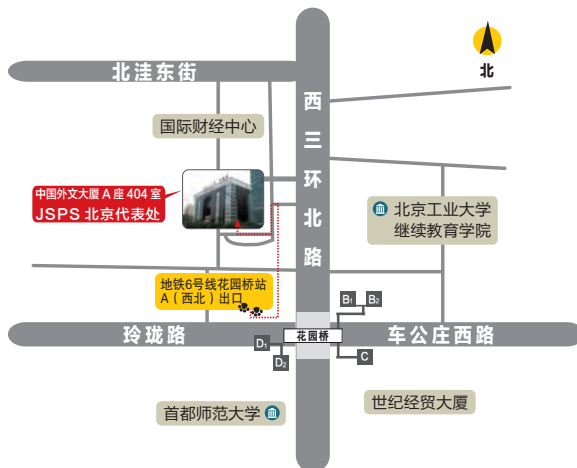 北
北洼东街
西三环北路
国际财经中心
中国外文大厦 A 座 404 室
JSPS 北京代表处
北京工业大学
继续教育学院
地铁6号线花园桥站
A（西北）出口
B1
B2
玲珑路
花园桥
车公庄西路
D1
D2
C
世纪经贸大厦
首都师范大学